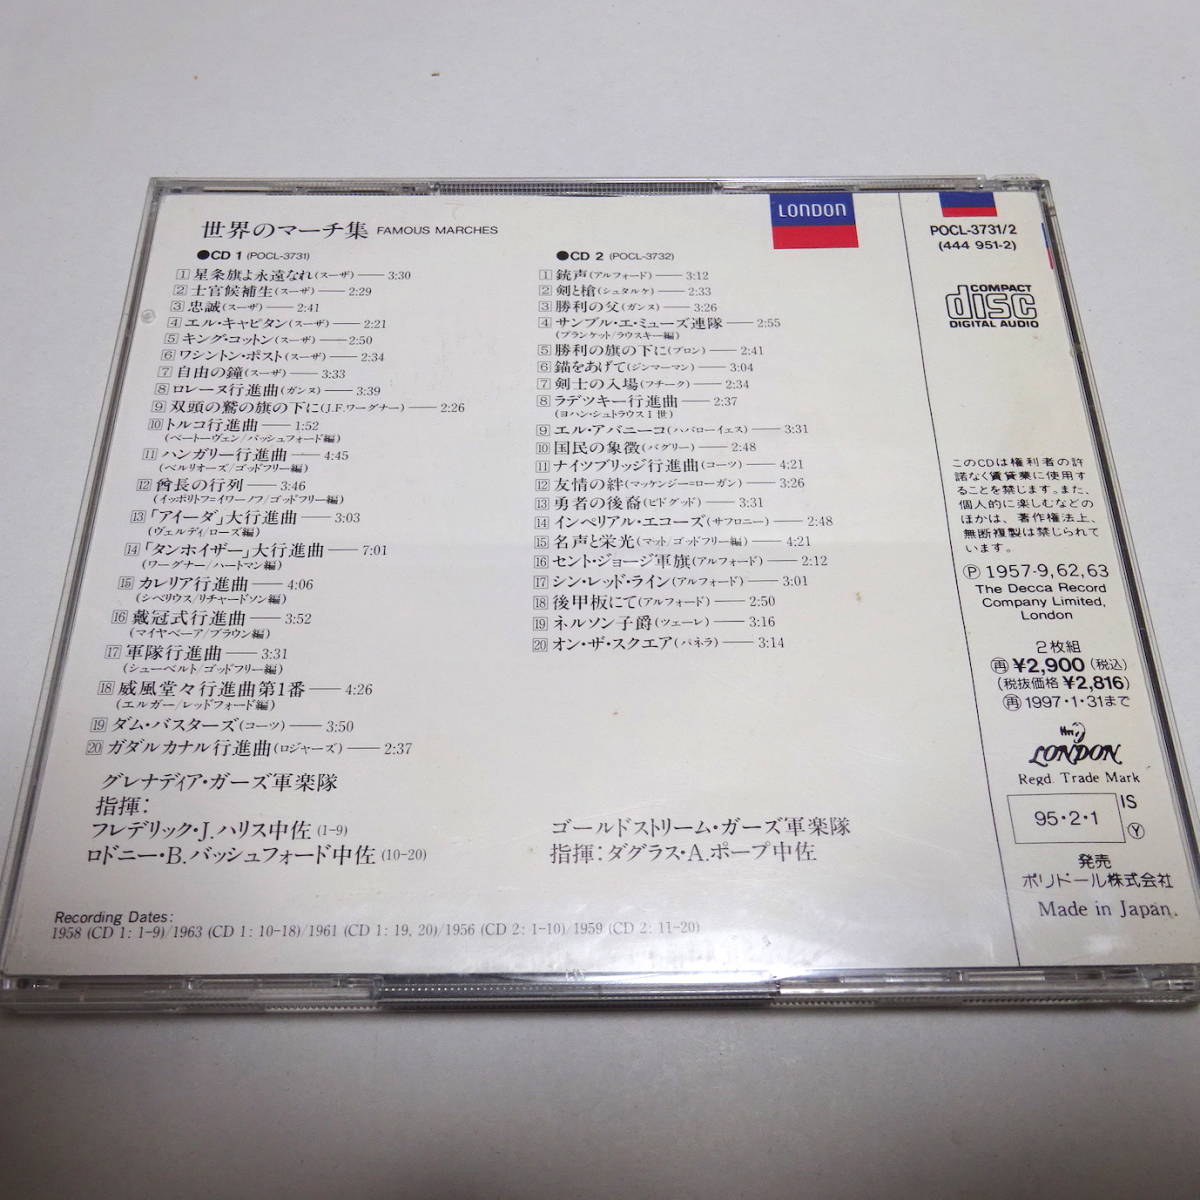 世界のマーチ集 FAMOUS MARCHES
●CD 1 (POCL-3731)
1 星条旗よ永遠なれ(スーザ)——3:30
2 士官候補生(スーザ)——2:29
3 忠誠(スーザ)——2:41
4 エル・キャピタン(スーザ)——2:21
5 キング・コットン(スーザ)——2:50
6 ワシントン・ポスト(スーザ)——2:34
7 自由の鐘(スーザ)——3:33
8 ロレーヌ行進曲(ガンヌ)——3:39
9 双頭の鷲の旗の下に(J.F.ワーグナー)——2:26
10 トルコ行進曲——1:52
(ベートーヴェン/バッシュフォード編)
11 ハンガリー行進曲——4:45
(ベルリオーズ/ゴッドフリー編)
12 酋長の行列——3:46
(イッポリトフ=イワーノフ/ゴッドフリー編)
13 「アイーダ」大行進曲——3:03
(ヴェルディ/ローズ編)
14 「タンホイザー」大行進曲——7:01
(ワーグナー/ハートマン編)
15 カレリア行進曲——4:06
(シベリウス/リチャードソン編)
16 戴冠式行進曲——3:52
(マイヤベーア/ブラウン編)
17 軍隊行進曲——3:31
(シューベルト/ゴッドフリー編)
18 威風堂々行進曲第1番——4:26
(エルガー/レッドフォード編)
19 ダム・バスターズ(コーツ)——3:50
20 ガダルカナル行進曲(ロジャーズ)——2:37
グレナディア・ガーズ軍楽隊
指揮:
フレデリック・J.ハリス中佐(1-9)
ロドニー・B.バッシュフォード中佐(10-20)
●CD 2 (POCL-3732)
1 銃声(アルフォード)——3:12
2 剣と槍(シュタルケ)——2:33
3 勝利の父(ガンヌ)——3:26
4 サンブル・エ・ミューズ連隊——2:55
(プランケット/ラウスキー編)
5 勝利の旗の下に(ブロン)——2:41
6 錨をあげて(ジンマーマン)——3:04
7 剣士の入場(フチーク)——2:34
8 ラデツキー行進曲——2:37
(ヨハン・シュトラウスI世)
9 エル・アバニーコ(ハバローイェス)——3:31
10 国民の象徴(バグリー)——2:48
11 ナイツブリッジ行進曲(コーツ)——4:21
12 友情の絆(マッケンジー=ローガン)——3:26
13 勇者の後裔(ビドグッド)——3:31
14 インペリアル・エコーズ(サフロニー)——2:48
15 名声と栄光(マット/ゴッドフリー編)——4:21
16 セント・ジョージ軍旗(アルフォード)——2:12
17 シン・レッド・ライン(アルフォード)——3:01
18 後甲板にて(アルフォード)——2:50
19 ネルソン子爵(ツェーレ)——3:16
20 オン・ザ・スクエア(パネラ)——3:14
ゴールドストリーム・ガーズ軍楽隊
指揮:ダグラス・A.ポープ中佐
Recording Dates:
1958 (CD 1: 1-9)/1963 (CD 1: 10-18)/1961 (CD 1: 19, 20)/1956 (CD 2: 1-10)/1959 (CD 2: 11-20)
LONDON
POCL-3731/2
(444 951-2)
COMPACT
disc
DIGITAL AUDIO
このCDは権利者の許
諾なく賃貸業に使用す
ることを禁じます。また、
個人的に楽しむなどの
ほかは、著作権法上、
無断複製は禁じられて
います。
Ⓟ 1957-9, 62, 63
The Decca Record
Company Limited,
London
2枚組
㊢¥2,900(税込)
(税抜価格¥2,816)
㊢1997・1・31まで
LONDON
Regd. Trade Mark
95・2・1
IS
Ⓨ
発売
ポリドール株式会社
Made in Japan.